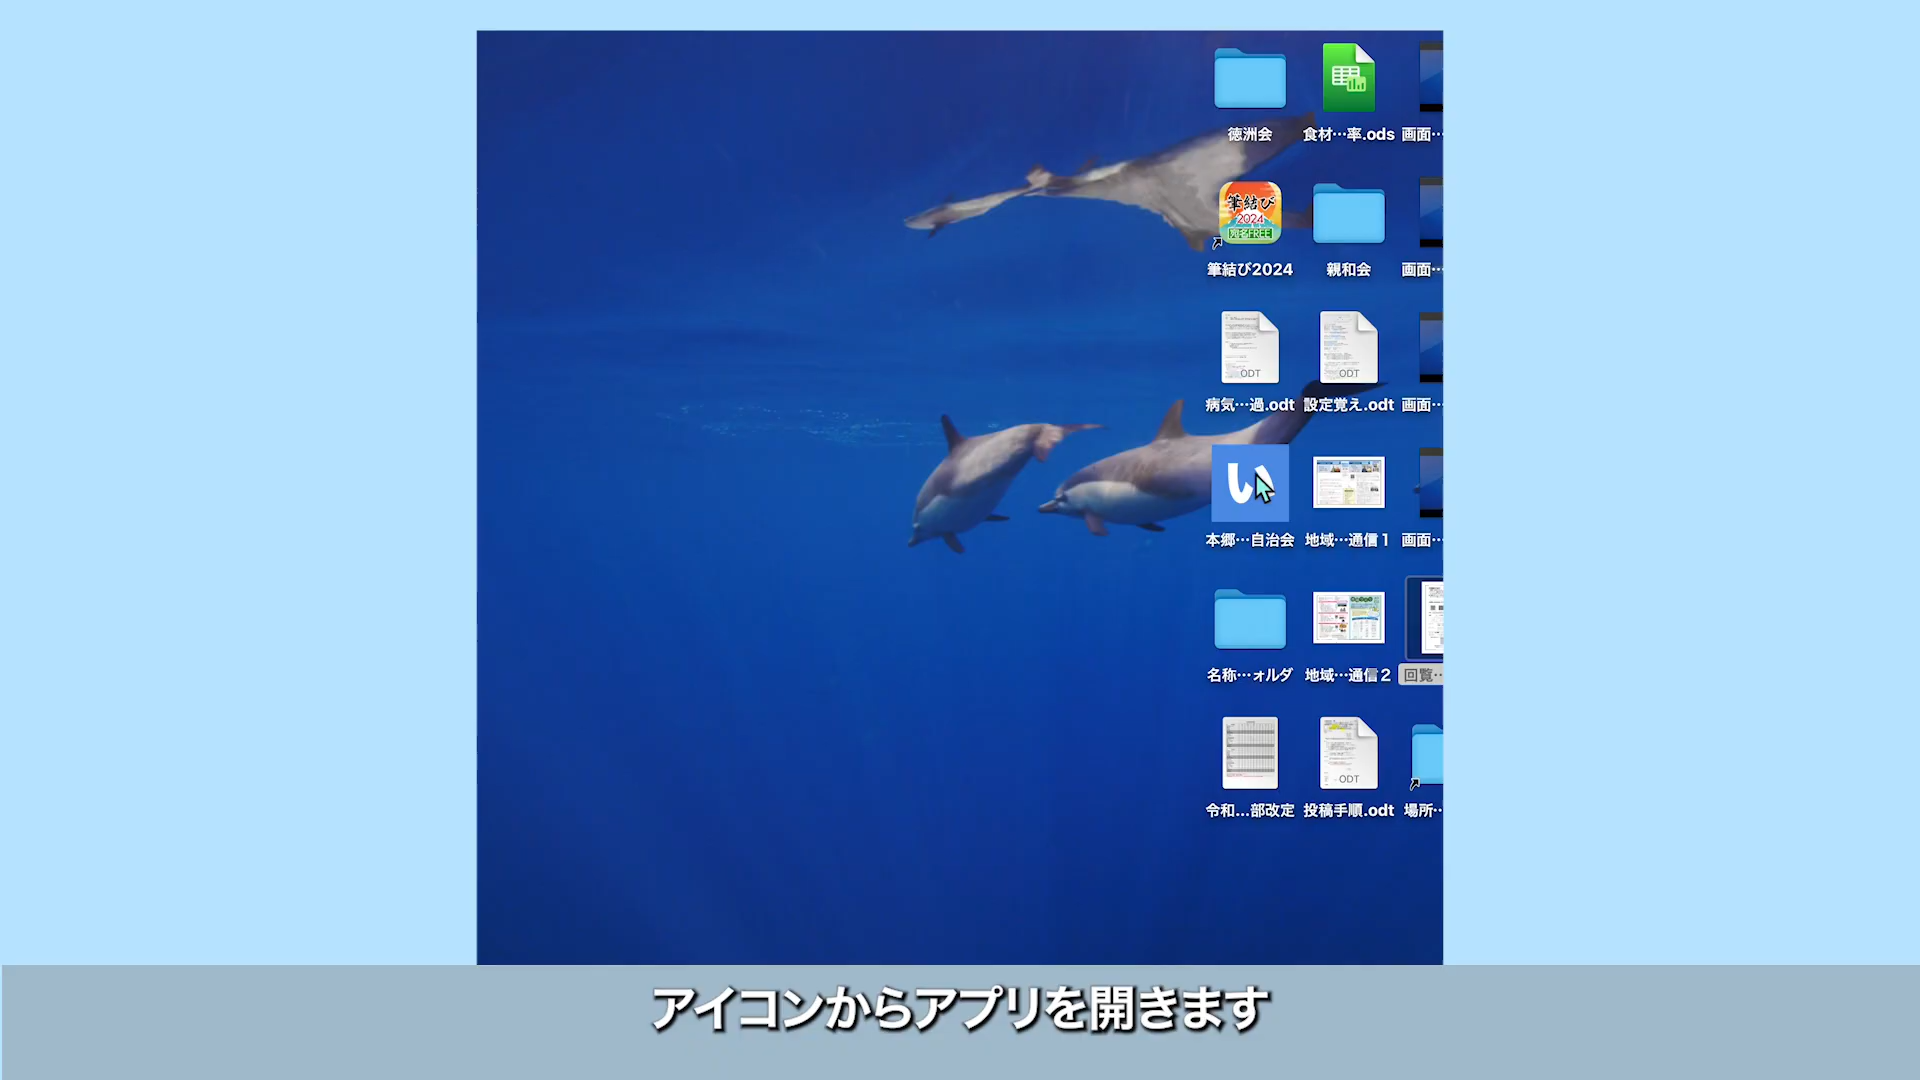 徳洲会
食材…率.ods
画面…
筆結び
2024
宛名FREE
筆結び2024
親和会
画面…
ODT
ODT
病気…過.odt
設定覚え.odt
画面…
い
本郷…自治会
地域…通信1
画面…
名称…ォルダ
地域…通信2
回覧…
ODT
令和...部改定
投稿手順.odt
場所…
アイコンからアプリを開きます